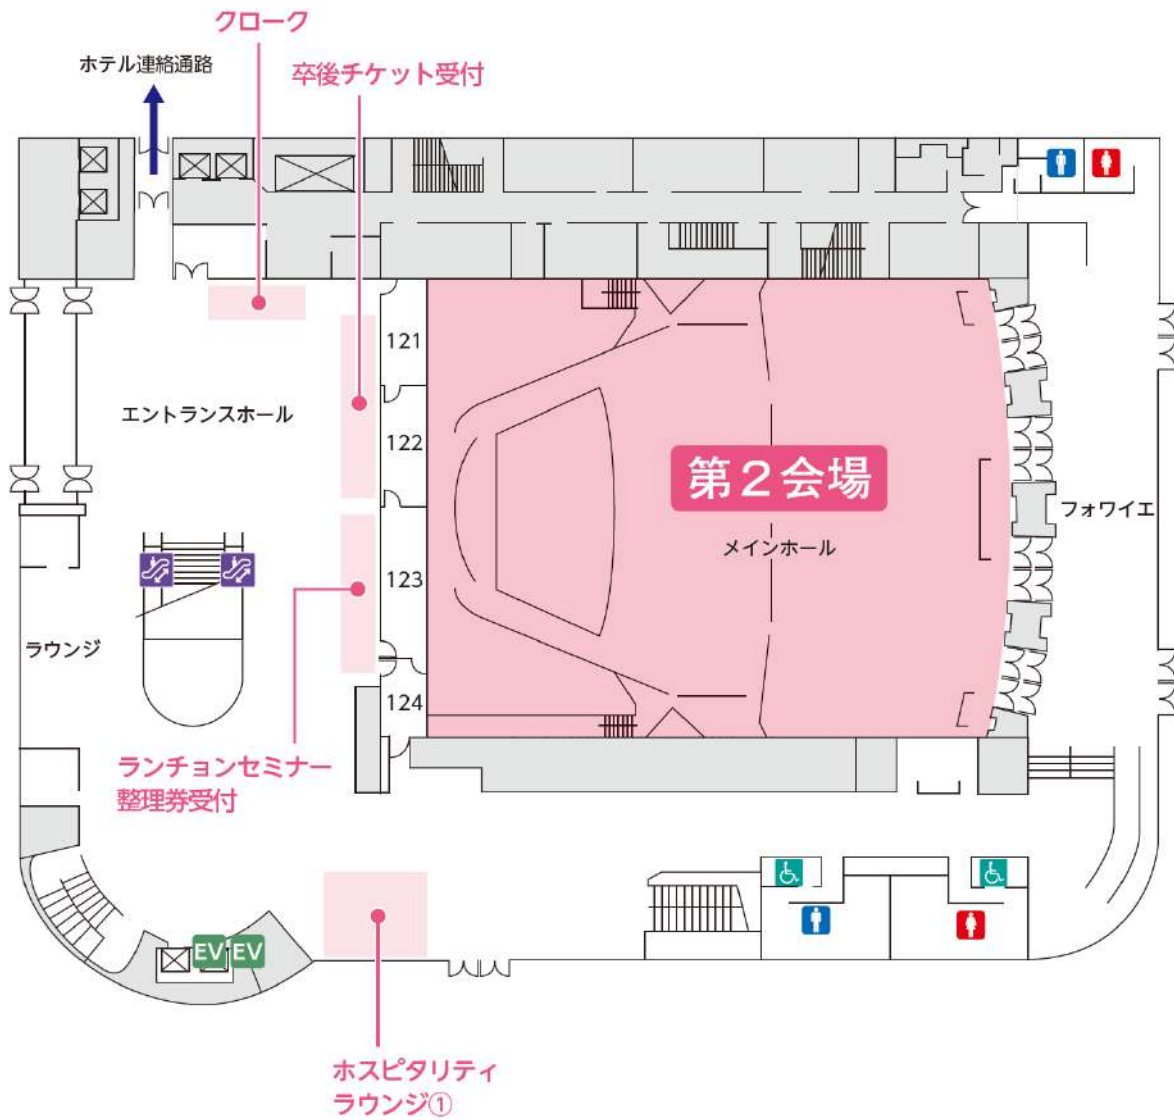 クローク
ホテル連絡通路
卒後チケット受付
121
エントランスホール
122
第2会場
メインホール
フォワイエ
123
ラウンジ
124
ランチョンセミナー
整理券受付
EV EV
ホスピタリティ
ラウンジ①